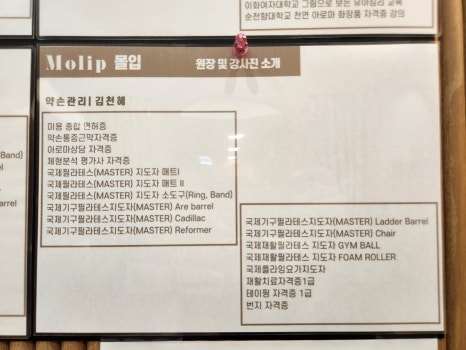 이화여자대학교 그림으로 보는 유아심리 교육
순천향대학교 천연 아로마 화장품 자격증 강의
Molip 몰입
원장 및 강사진 소개
약손관리 | 김천혜
미용 종합 면허증
약손통증근막자격증
아로마상담 자격증
체형분석 평가사 자격증
국제필라테스(MASTER) 지도자 매트I
국제필라테스(MASTER) 지도자 매트 II
국제필라테스(MASTER) 지도자 소도구(Ring, Band)
국제기구필라테스지도자(MASTER) Are barrel
국제기구필라테스지도자(MASTER) Cadillac
국제기구필라테스지도자(MASTER) Reformer
국제기구필라테스지도자(MASTER) Ladder Barrel
국제기구필라테스지도자(MASTER) Chair
국제재활필라테스 지도자 GYM BALL
국제재활필라테스 지도자 FOAM ROLLER
국제플라잉요가지도자
재활치료자격증1급
테이핑 자격증 1급
번지 자격증
Band)
arrel